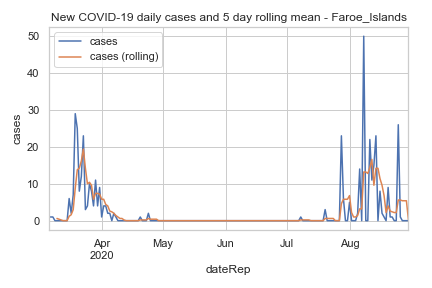 New COVID-19 daily cases and 5 day rolling mean - Faroe_Islands
cases
cases (rolling)
cases
50
40
30
20
10
0
Apr
2020
May
Jun
Jul
Aug
dateRep